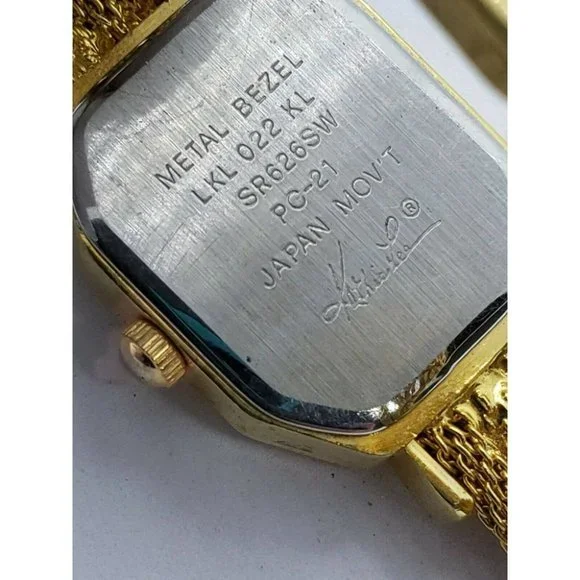 METAL BEZEL
LKL 022 KL
SR626SW
PC-21
JAPAN MOV'T
®